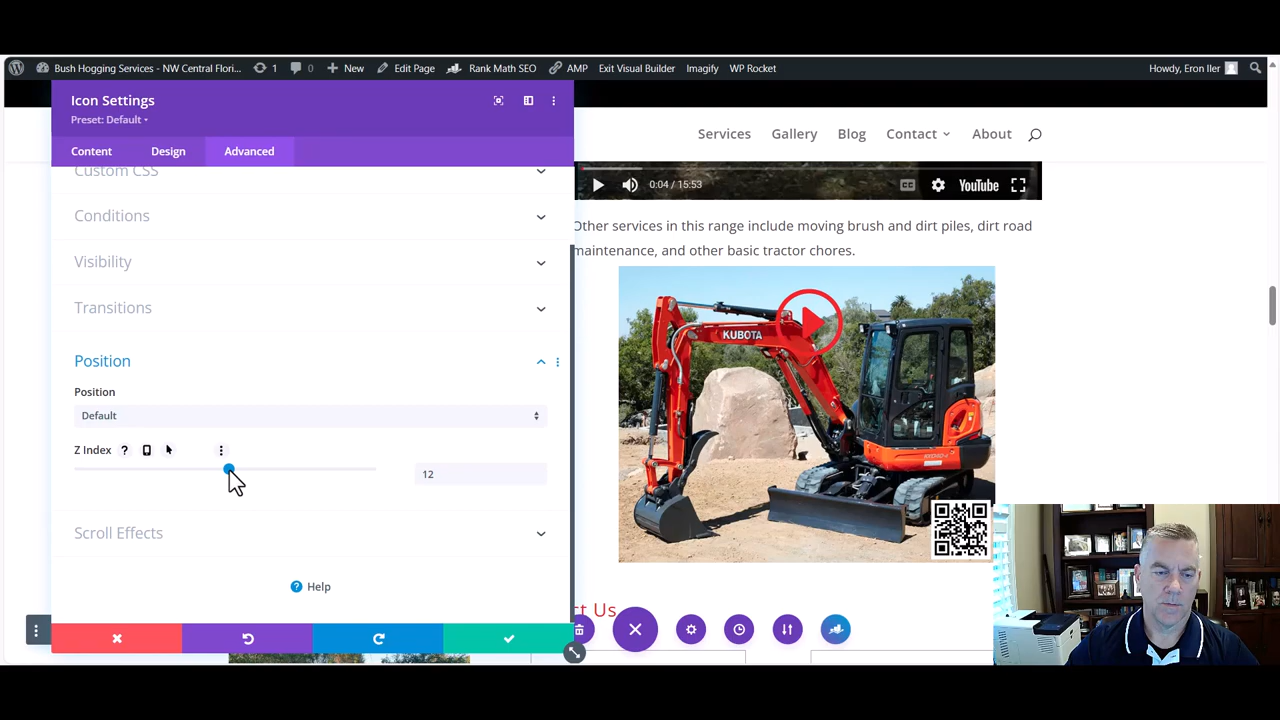 Bush Hogging Services - NW Central Flori...
1
0
New
Edit Page
Rank Math SEO
AMP
Exit Visual Builder
Imagify
WP Rocket
Howdy, Eron Iler
Icon Settings
Preset: Default
Content
Design
Advanced
Services
Gallery
Blog
Contact
About
Custom CSS
Conditions
Visibility
Transitions
Position
Position
Default
Z Index
?
12
Scroll Effects
? Help
0:04 / 15:53
CC
YouTube
Other services in this range include moving brush and dirt piles, dirt road
maintenance, and other basic tractor chores.
KUBOTA
ct Us